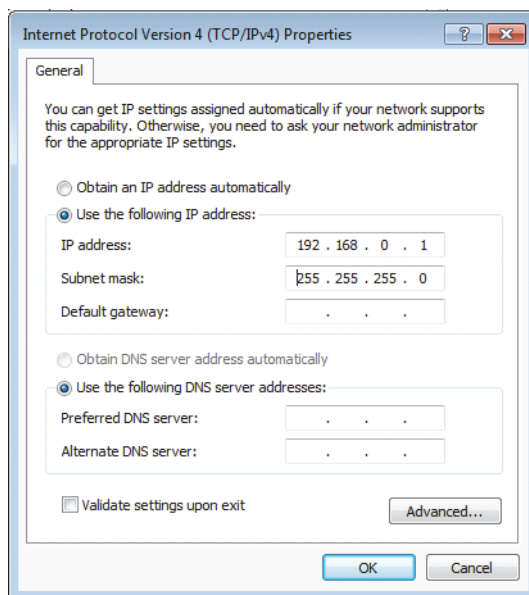 Internet Protocol Version 4 (TCP/IPv4) Properties
General
You can get IP settings assigned automatically if your network supports
this capability. Otherwise, you need to ask your network administrator
for the appropriate IP settings.
Obtain an IP address automatically
Use the following IP address:
IP address: 192 . 168 . 0 . 1
Subnet mask: 255 . 255 . 255 . 0
Default gateway: . . .
Obtain DNS server address automatically
Use the following DNS server addresses:
Preferred DNS server: . . .
Alternate DNS server: . . .
Validate settings upon exit
Advanced...
OK Cancel